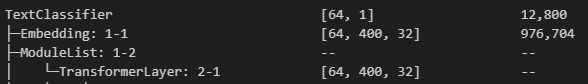 TextClassifier [64, 1] 12,800
├─Embedding: 1-1 [64, 400, 32] 976,704
├─ModuleList: 1-2 -- --
│ └─TransformerLayer: 2-1 [64, 400, 32] --